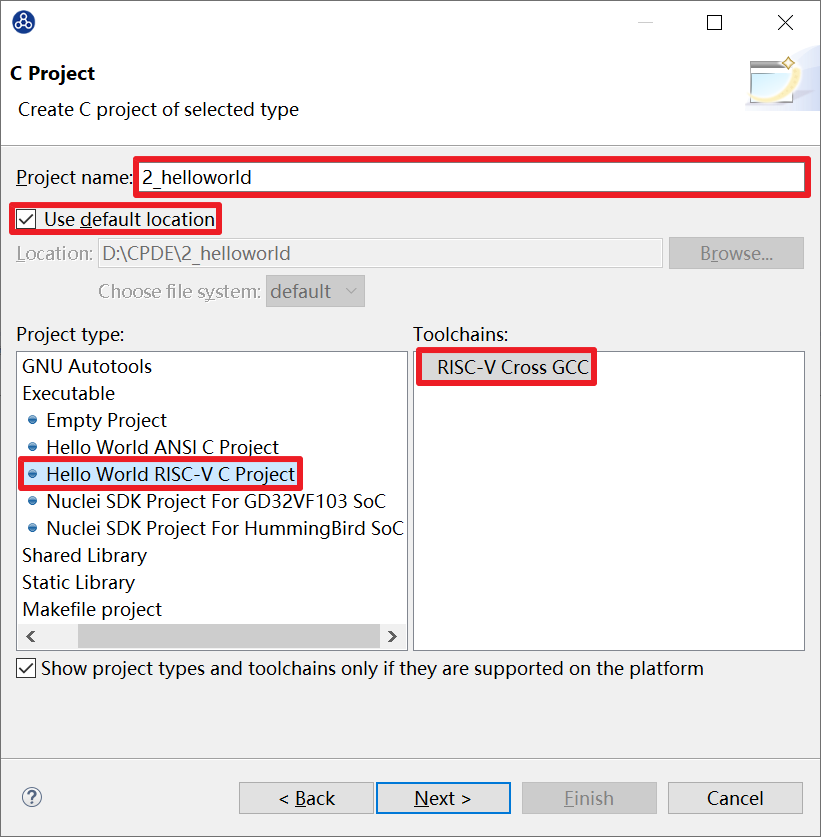 C Project
Create C project of selected type
Project name: 2_helloworld
Use default location
Location: D:\CPDE\2_helloworld Browse...
Choose file system: default
Project type: Toolchains:
GNU Autotools RISC-V Cross GCC
Executable
Empty Project
Hello World ANSI C Project
Hello World RISC-V C Project
Nuclei SDK Project For GD32VF103 SoC
Nuclei SDK Project For HummingBird SoC
Shared Library
Static Library
Makefile project
Show project types and toolchains only if they are supported on the platform
? < Back Next > Finish Cancel